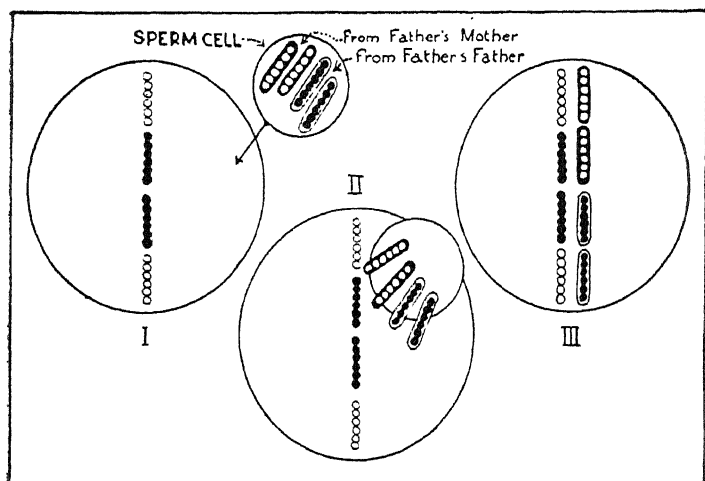 SPERM CELL
From Father's Mother
From Father's Father
I
II
III